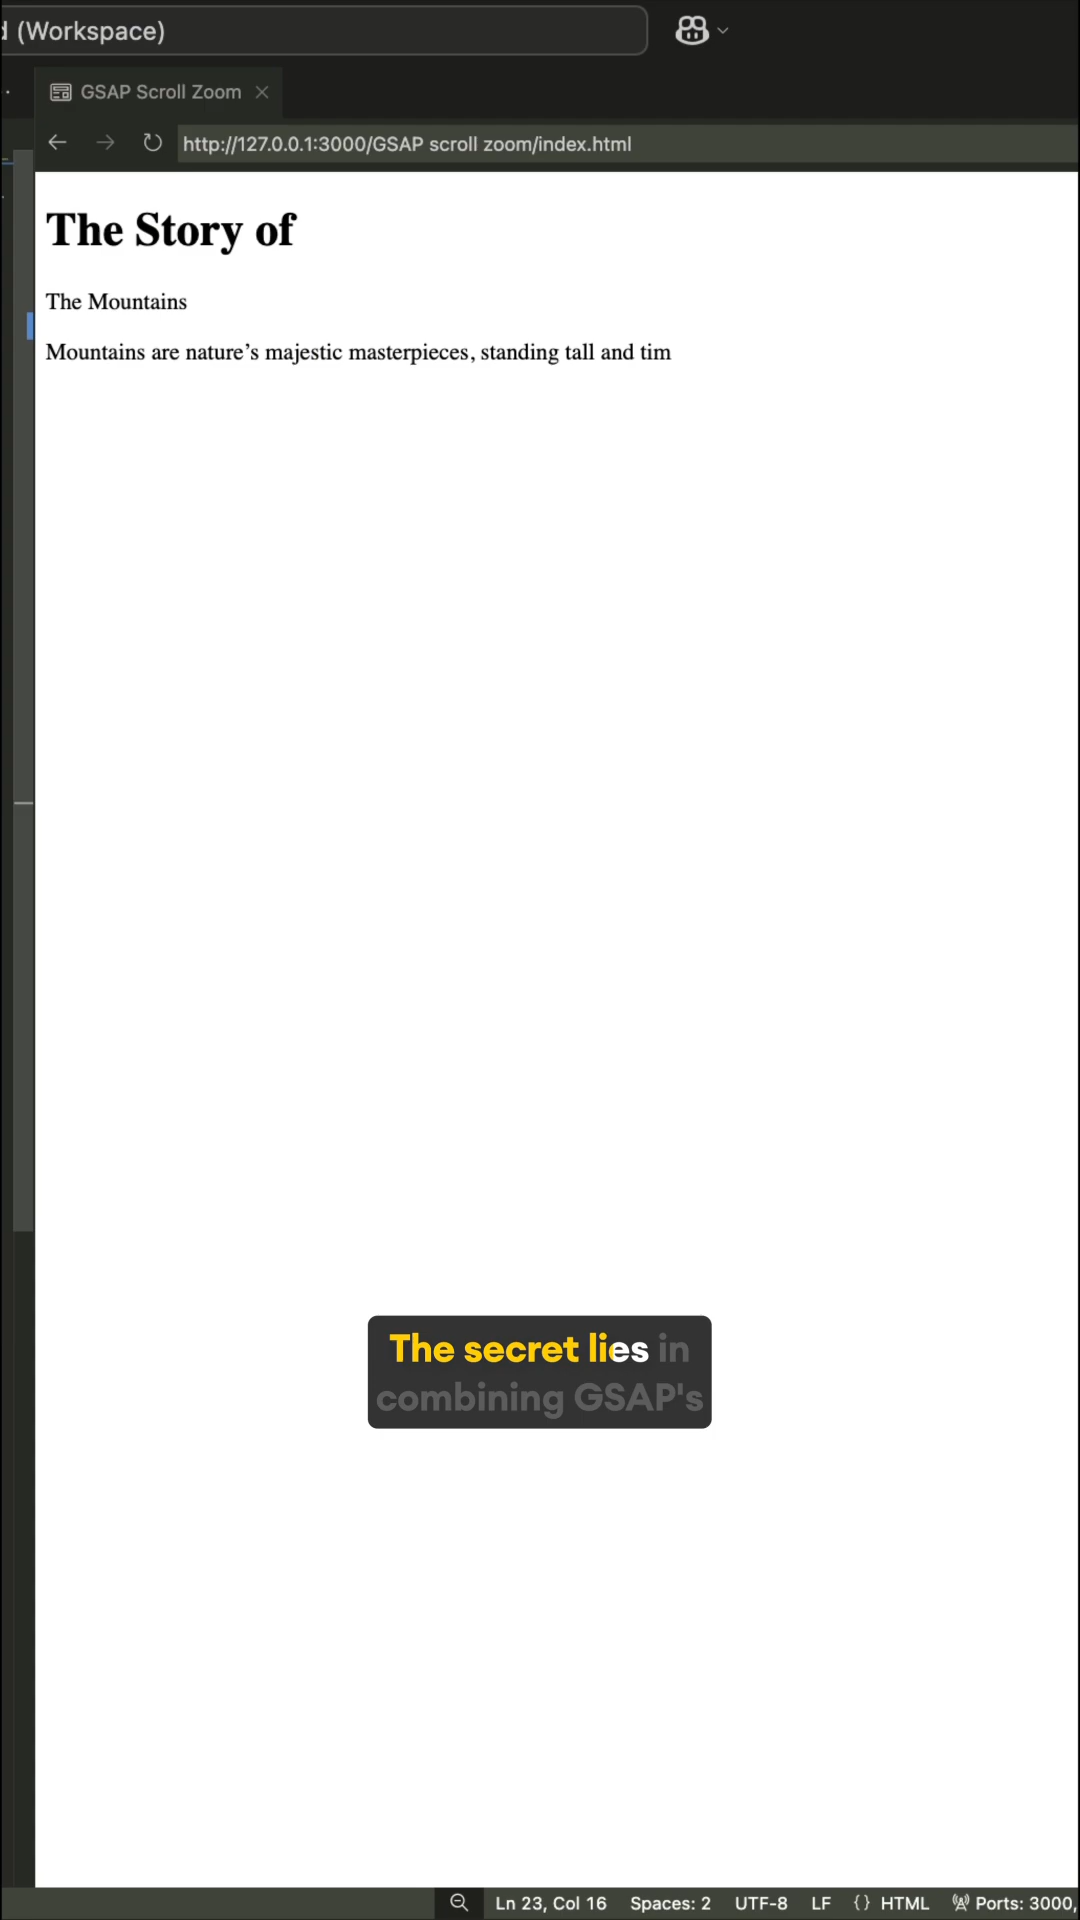 d (Workspace)
GSAP Scroll Zoom
http://127.0.0.1:3000/GSAP scroll zoom/index.html
The Story of
The Mountains
Mountains are nature’s majestic masterpieces, standing tall and tim
The secret lies in
combining GSAP's
Ln 23, Col 16 Spaces: 2 UTF-8 LF {} HTML Ports: 3000,